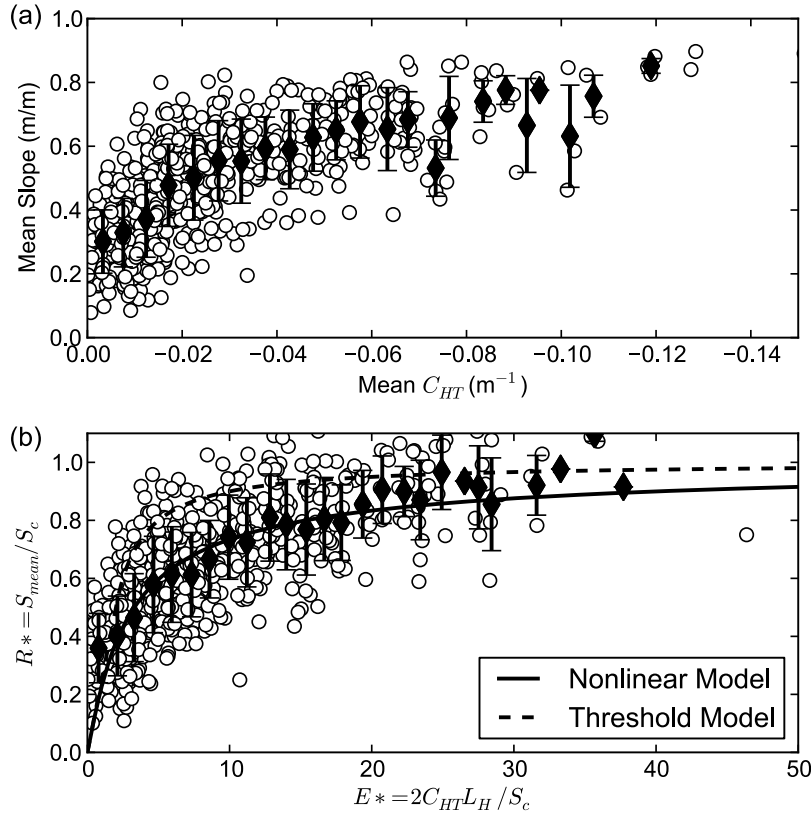 (a)
1.0
0.8
0.6
0.4
0.2
0.0
Mean Slope (m/m)
0.00 −0.02 −0.04 −0.06 −0.08 −0.10 −0.12 −0.14
Mean C_HT (m⁻¹)
(b)
1.0
0.8
0.6
0.4
0.2
0.0
R* = S_mean/S_c
Nonlinear Model
Threshold Model
0 10 20 30 40 50
E* = 2C_HT L_H/S_c